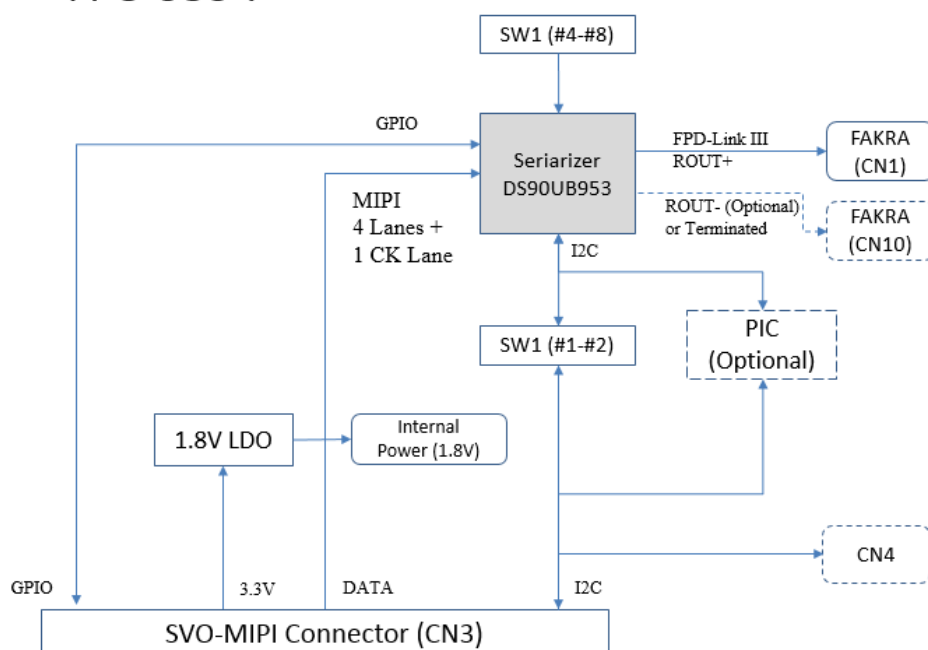 SW1 (#4-#8)
GPIO
Seriarizer
DS90UB953
FPD-Link III
ROUT+
FAKRA
(CN1)
MIPI
4 Lanes +
1 CK Lane
ROUT- (Optional)
or Terminated
FAKRA
(CN10)
I2C
SW1 (#1-#2)
PIC
(Optional)
1.8V LDO
Internal
Power (1.8V)
CN4
GPIO
3.3V
DATA
I2C
SVO-MIPI Connector (CN3)